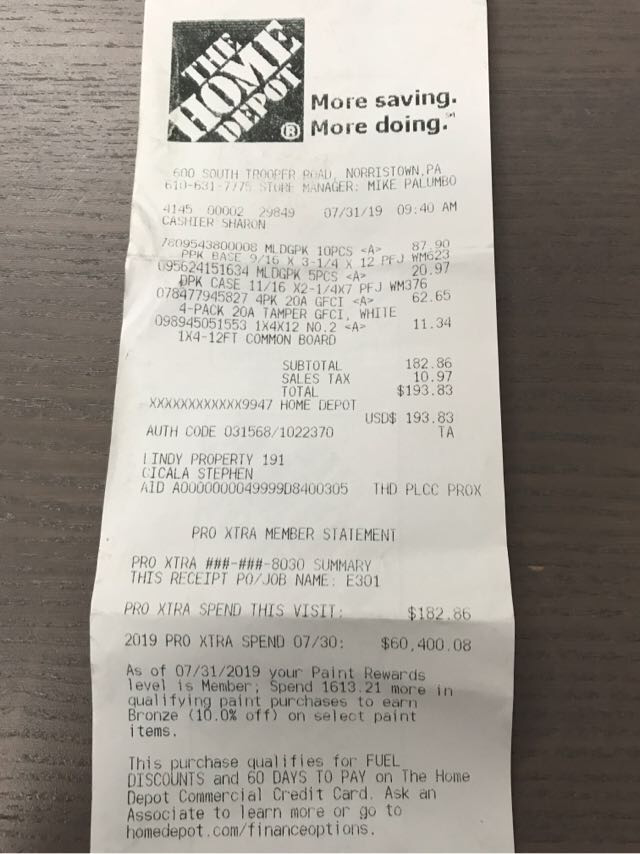 THE
HOME
DEPOT
®
More saving.
More doing.℠
600 SOUTH TROOPER ROAD, NORRISTOWN,PA
610-631-7775 STORE MANAGER: MIKE PALUMBO
4145 00002 29849 07/31/19 09:40 AM
CASHIER SHARON
7809543800008 MLDGPK 10PCS <A> 87.90
PPK BASE 9/16 X 3-1/4 X 12 PFJ WM623
095624151634 MLDGPK 5PCS <A> 20.97
PPK CASE 11/16 X2-1/4X7 PFJ WM376
078477945827 4PK 20A GFCI <A> 62.65
4-PACK 20A TAMPER GFCI, WHITE
098945051553 1X4X12 NO.2 <A> 11.34
1X4-12FT COMMON BOARD
SUBTOTAL 182.86
SALES TAX 10.97
TOTAL $193.83
XXXXXXXXXXXX9947 HOME DEPOT
USD$ 193.83
AUTH CODE 031568/1022370 TA
LINDY PROPERTY 191
CICALA STEPHEN
AID A0000000049999D8400305 THD PLCC PROX
PRO XTRA MEMBER STATEMENT
PRO XTRA ###-###-8030 SUMMARY
THIS RECEIPT PO/JOB NAME: E301
PRO XTRA SPEND THIS VISIT: $182.86
2019 PRO XTRA SPEND 07/30: $60,400.08
As of 07/31/2019 your Paint Rewards
level is Member; Spend 1613.21 more in
qualifying paint purchases to earn
Bronze (10.0% off) on select paint
items.
This purchase qualifies for FUEL
DISCOUNTS and 60 DAYS TO PAY on The Home
Depot Commercial Credit Card. Ask an
Associate to learn more or go to
homedepot.com/financeoptions.